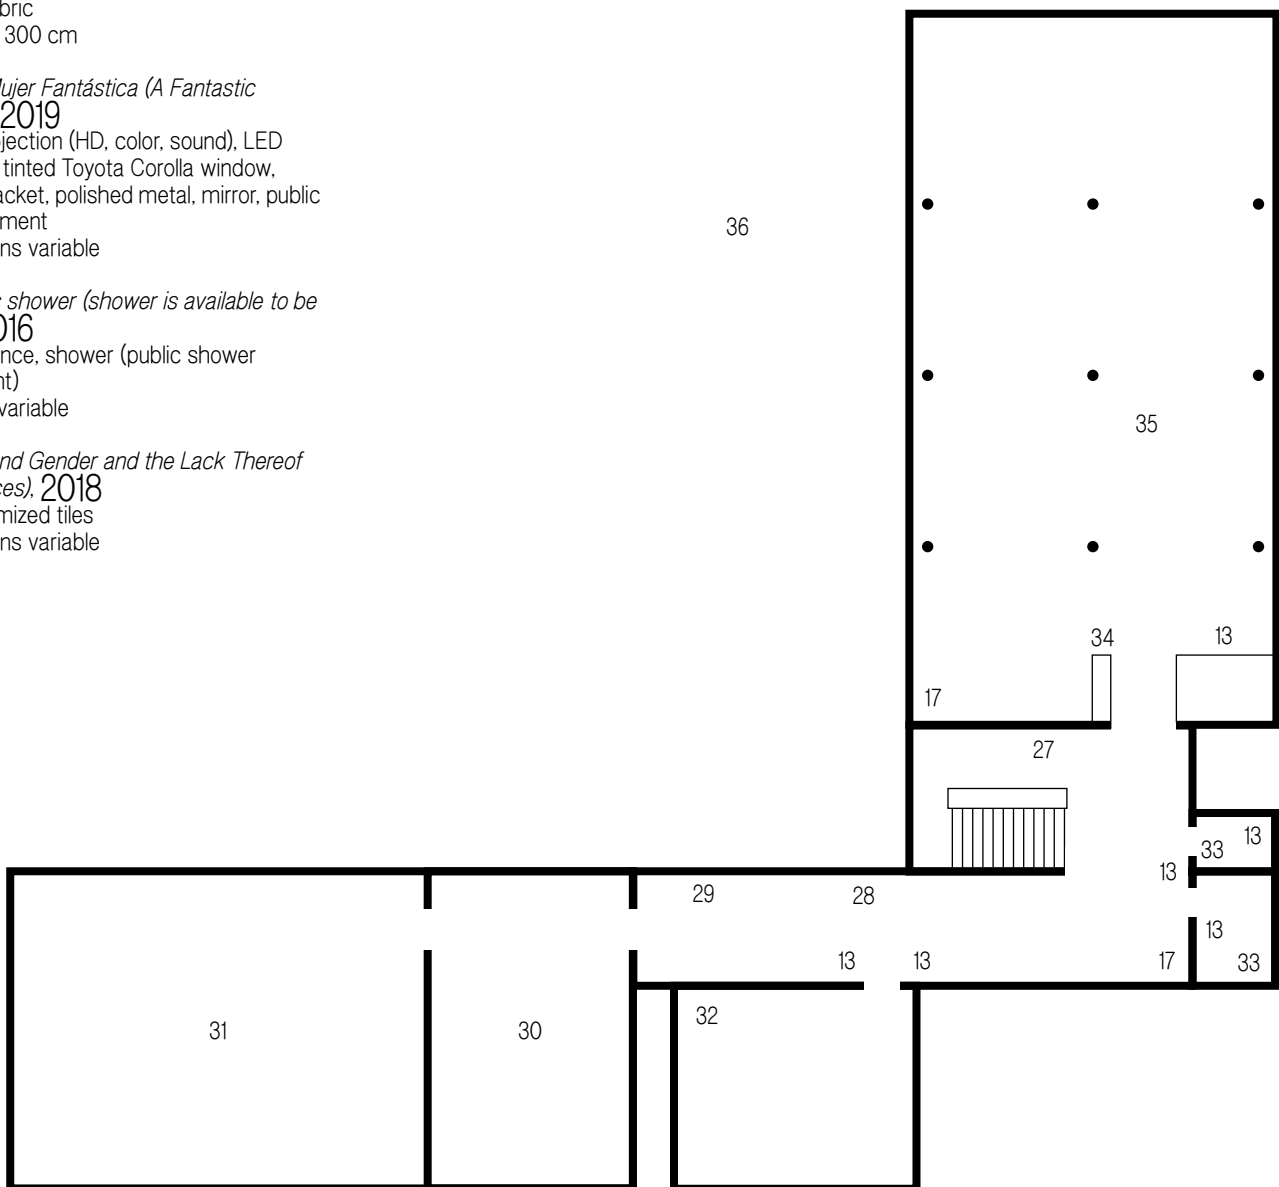 bric
300 cm
ujer Fantástica (A Fantastic
2019
jection (HD, color, sound), LED
tinted Toyota Corolla window,
acket, polished metal, mirror, public
ment
ns variable
shower (shower is available to be
016
nce, shower (public shower
nt)
variable
nd Gender and the Lack Thereof
ces), 2018
mized tiles
ns variable
36
35
34
13
17
27
13
33
13
29
28
13
13
13
17
33
32
31
30